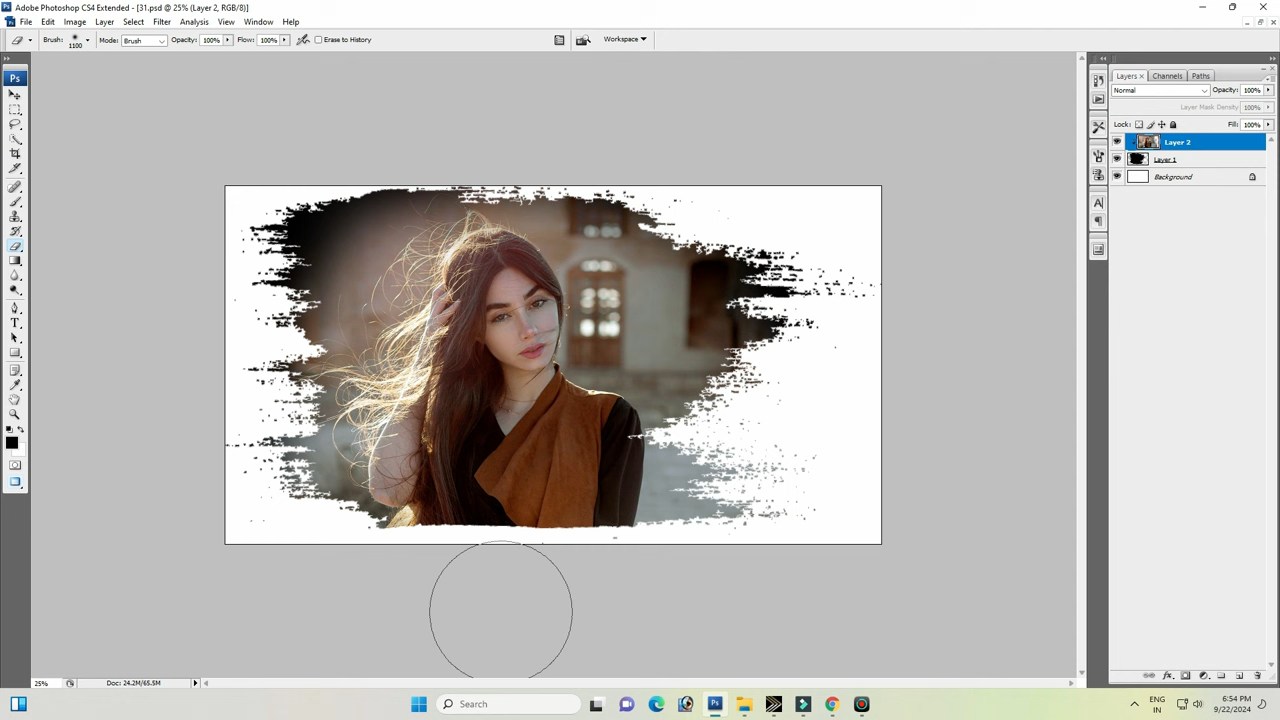 Adobe Photoshop CS4 Extended - [31.psd @ 25% (Layer 2, RGB/8)]
File Edit Image Layer Select Filter Analysis View Window Help
Brush: 1100 Mode: Brush Opacity: 100% Flow: 100% Erase to History Workspace
Ps
Layers Channels Paths
Normal Opacity: 100%
Layer Mask Density: 100%
Lock: Fill: 100%
Layer 2
Layer 1
Background
25% Doc: 24.2M/65.5M
Search
Ps
ENG
IN
6:54 PM
9/22/2024